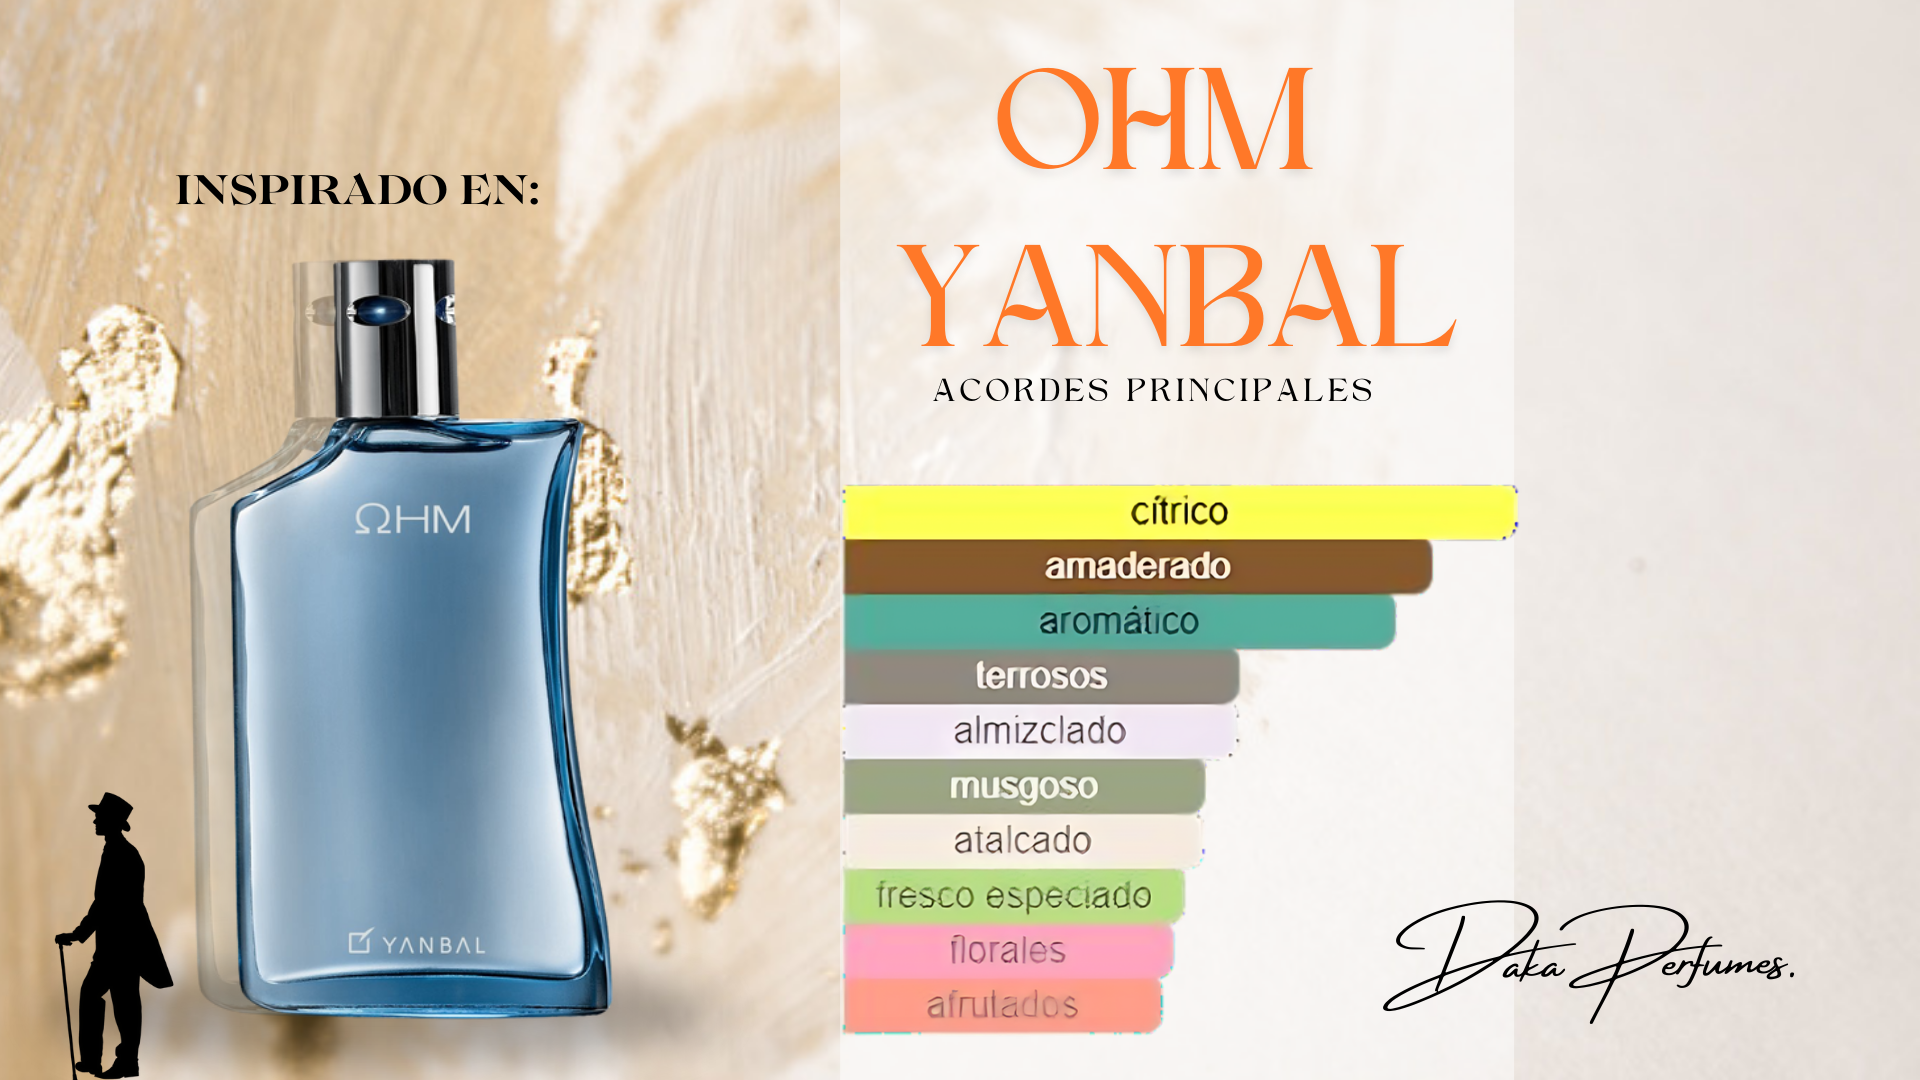 INSPIRADO EN:
ΩHM
YANBAL
OHM
YANBAL
ACORDES PRINCIPALES
cítrico
amaderado
aromático
terrosos
almizclado
musgoso
atalcado
fresco especiado
florales
afrutados
Daka Perfumes.